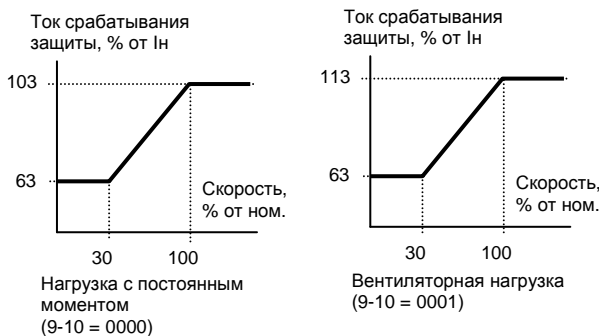 Ток срабатывания
защиты, % от Iн
103
63
Скорость,
% от ном.
30
100
Нагрузка с постоянным
моментом
(9-10 = 0000)
Ток срабатывания
защиты, % от Iн
113
63
Скорость,
% от ном.
30
100
Вентиляторная нагрузка
(9-10 = 0001)